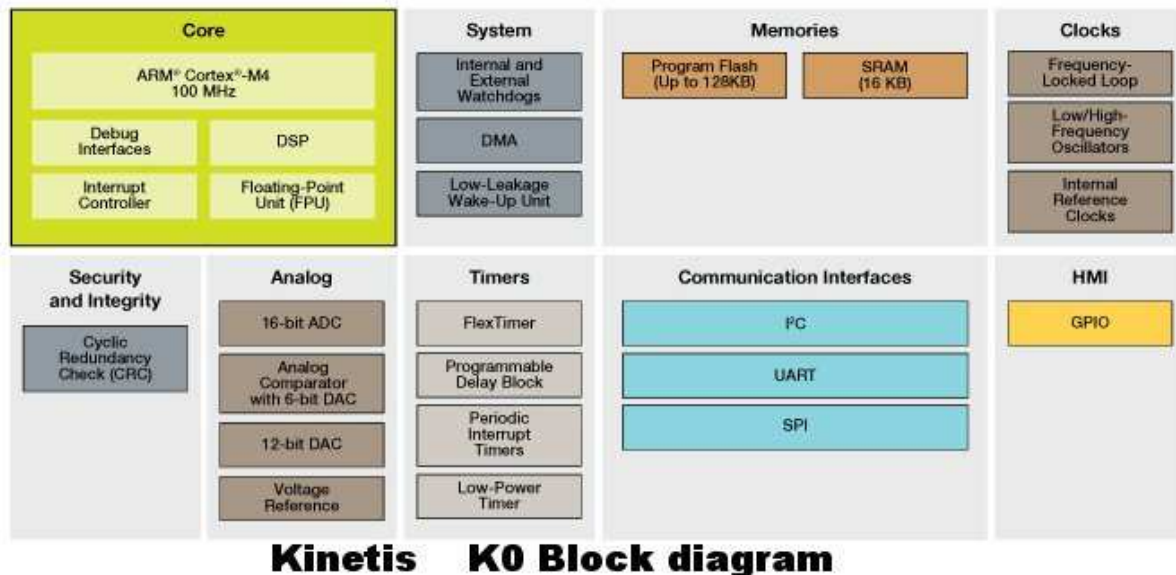 Core
ARM® Cortex®-M4
100 MHz
Debug
Interfaces
DSP
Interrupt
Controller
Floating-Point
Unit (FPU)
System
Internal and
External
Watchdogs
DMA
Low-Leakage
Wake-Up Unit
Memories
Program Flash
(Up to 128KB)
SRAM
(16 KB)
Clocks
Frequency-
Locked Loop
Low/High-
Frequency
Oscillators
Internal
Reference
Clocks
Security
and Integrity
Cyclic
Redundancy
Check (CRC)
Analog
16-bit ADC
Analog
Comparator
with 6-bit DAC
12-bit DAC
Voltage
Reference
Timers
FlexTimer
Programmable
Delay Block
Periodic
Interrupt
Timers
Low-Power
Timer
Communication Interfaces
I²C
UART
SPI
HMI
GPIO
Kinetis K0 Block diagram